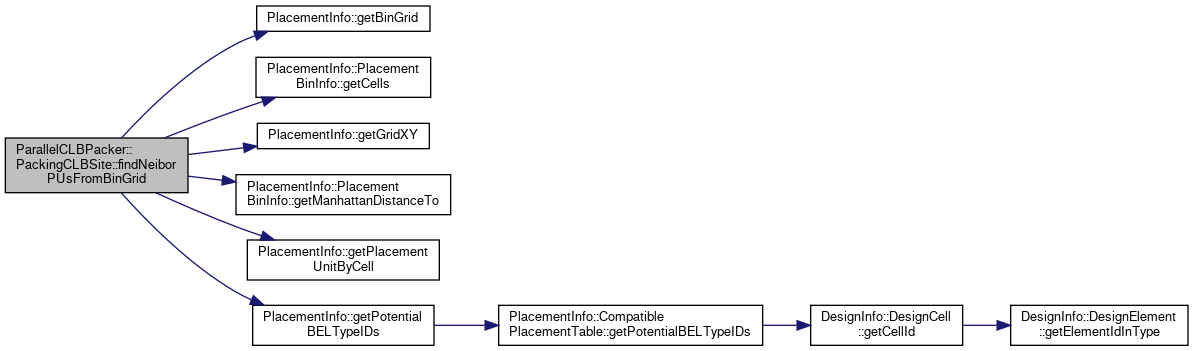 PlacementInfo::getBinGrid
PlacementInfo::Placement
BinInfo::getCells
PlacementInfo::getGridXY
ParallelCLBPacker::
PackingCLBSite::findNeibor
PUsFromBinGrid
PlacementInfo::Placement
BinInfo::getManhattanDistanceTo
PlacementInfo::getPlacement
UnitByCell
PlacementInfo::getPotential
BELTypeIDs
PlacementInfo::Compatible
PlacementTable::getPotentialBELTypeIDs
DesignInfo::DesignCell
::getCellId
DesignInfo::DesignElement
::getElementIdInType